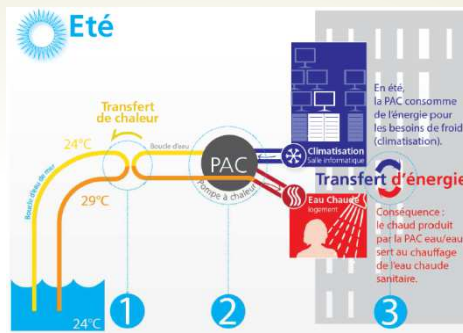 Eté
Transfert
de chaleur
24°C
Boucle d'eau
Boucle d'eau de mer
29°C
24°C
PAC
Pompe à chaleur
Climatisation
Salle informatique
Eau Chaude
logement
En été,
la PAC consomme
de l'énergie pour
les besoins de froid
(climatisation).
Transfert d'énergie
Conséquence :
le chaud produit
par la PAC eau/eau
sert au chauffage
de l'eau chaude
sanitaire.
1
2
3